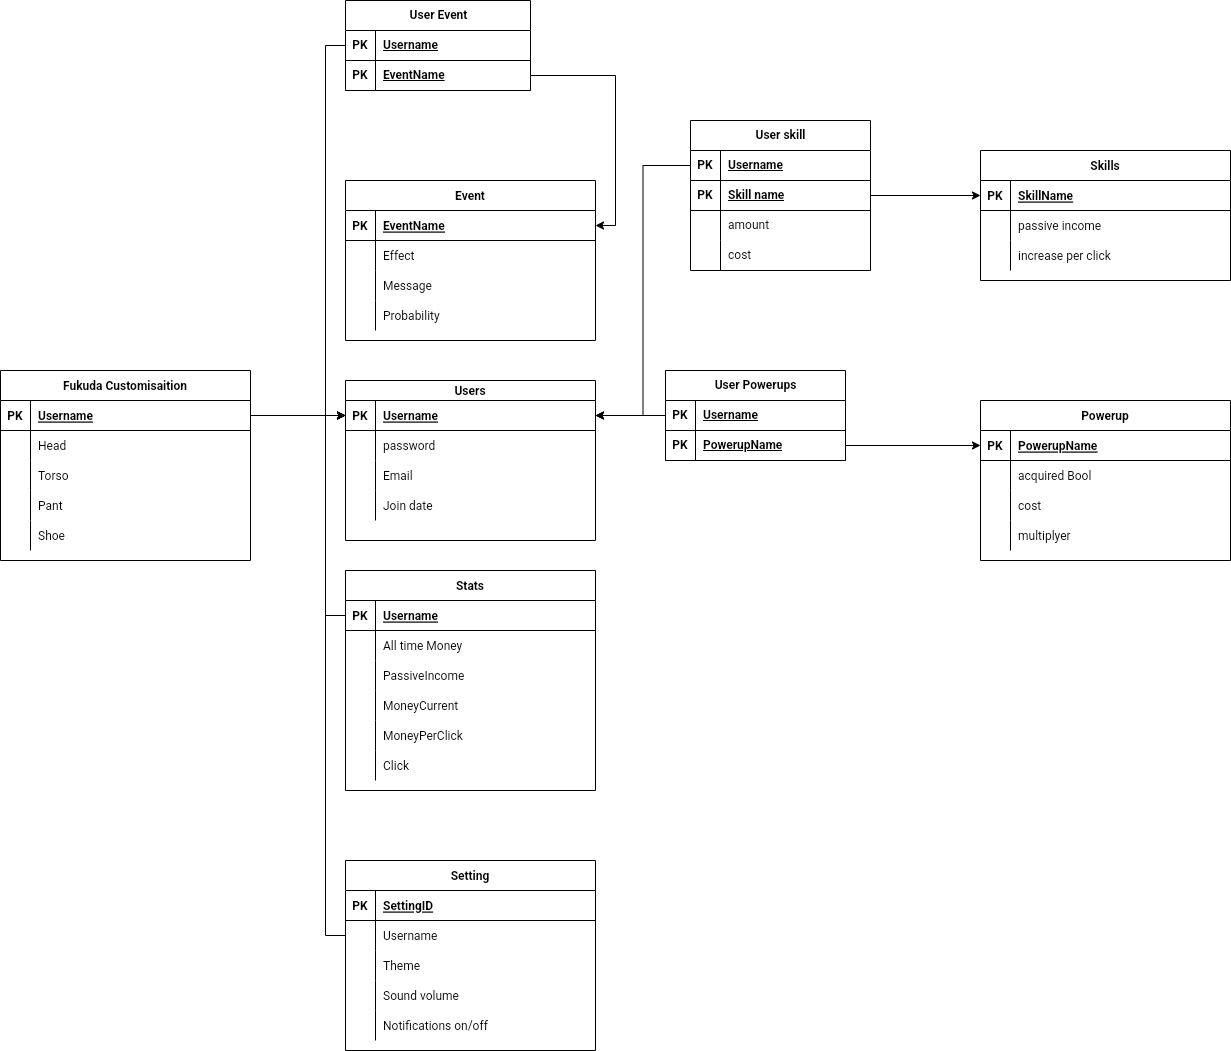 User Event
PK Username
PK EventName
Event
PK EventName
Effect
Message
Probability
User skill
PK Username
PK Skill name
amount
cost
Skills
PK SkillName
passive income
increase per click
Fukuda Customisaition
PK Username
Head
Torso
Pant
Shoe
Users
PK Username
password
Email
Join date
User Powerups
PK Username
PK PowerupName
Powerup
PK PowerupName
acquired Bool
cost
multiplyer
Stats
PK Username
All time Money
PassiveIncome
MoneyCurrent
MoneyPerClick
Click
Setting
PK SettingID
Username
Theme
Sound volume
Notifications on/off